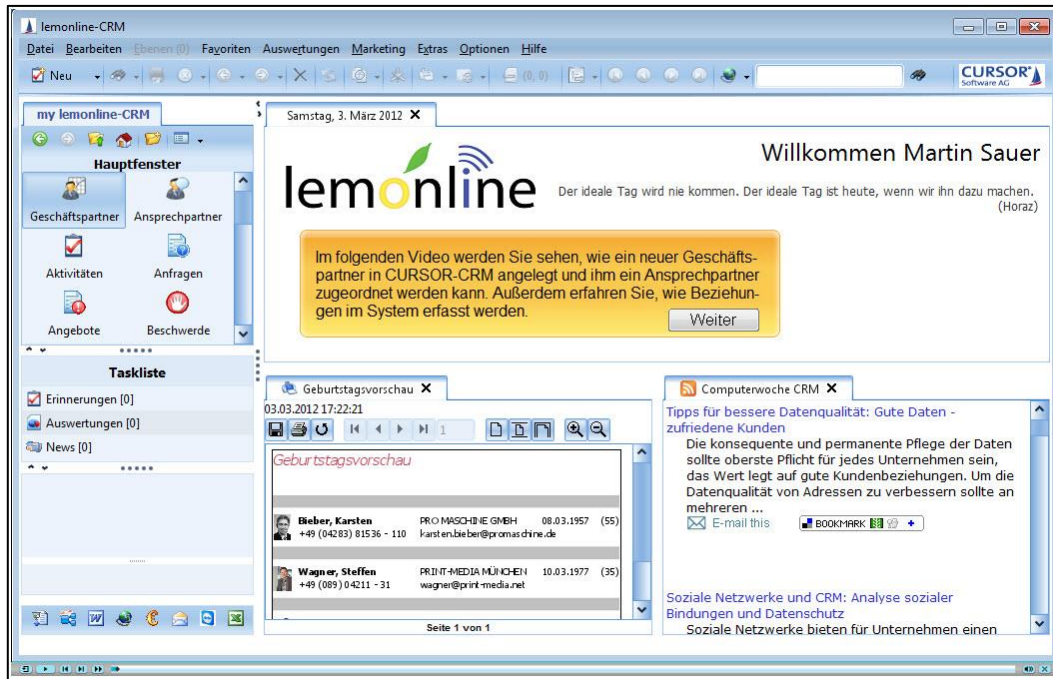 lemonline-CRM
Datei Bearbeiten Ebenen (0) Favoriten Auswertungen Marketing Extras Optionen Hilfe
Neu
(0, 0)
CURSOR
Software AG
my lemonline-CRM
Hauptfenster
Geschäftspartner Ansprechpartner
Aktivitäten Anfragen
Angebote Beschwerde
Taskliste
Erinnerungen [0]
Auswertungen [0]
News [0]
Samstag, 3. März 2012
lemonline
Willkommen Martin Sauer
Der ideale Tag wird nie kommen. Der ideale Tag ist heute, wenn wir ihn dazu machen.
(Horaz)
Im folgenden Video werden Sie sehen, wie ein neuer Geschäfts-
partner in CURSOR-CRM angelegt und ihm ein Ansprechpartner
zugeordnet werden kann. Außerdem erfahren Sie, wie Beziehun-
gen im System erfasst werden.
Weiter
Geburtstagsvorschau
03.03.2012 17:22:21
1
Geburtstagsvorschau
Bieber, Karsten PRO MASCHINE GMBH 08.03.1957 (55)
+49 (04283) 81536 - 110 karsten.bieber@promaschine.de
Wagner, Steffen PRINT-MEDIA MÜNCHEN 10.03.1977 (35)
+49 (089) 04211 - 31 wagner@print-media.net
Seite 1 von 1
Computerwoche CRM
Tipps für bessere Datenqualität: Gute Daten -
zufriedene Kunden
Die konsequente und permanente Pflege der Daten
sollte oberste Pflicht für jedes Unternehmen sein,
das Wert legt auf gute Kundenbeziehungen. Um die
Datenqualität von Adressen zu verbessern sollte an
mehreren ...
E-mail this
BOOKMARK
Soziale Netzwerke und CRM: Analyse sozialer
Bindungen und Datenschutz
Soziale Netzwerke bieten für Unternehmen einen